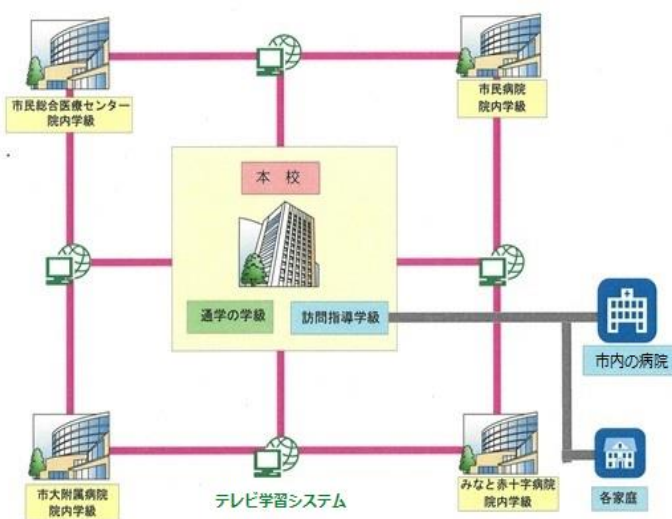 市民総合医療センター
院内学級
市民病院
院内学級
本 校
通学の学級
訪問指導学級
市内の病院
市大附属病院
院内学級
テレビ学習システム
みなと赤十字病院
院内学級
各家庭